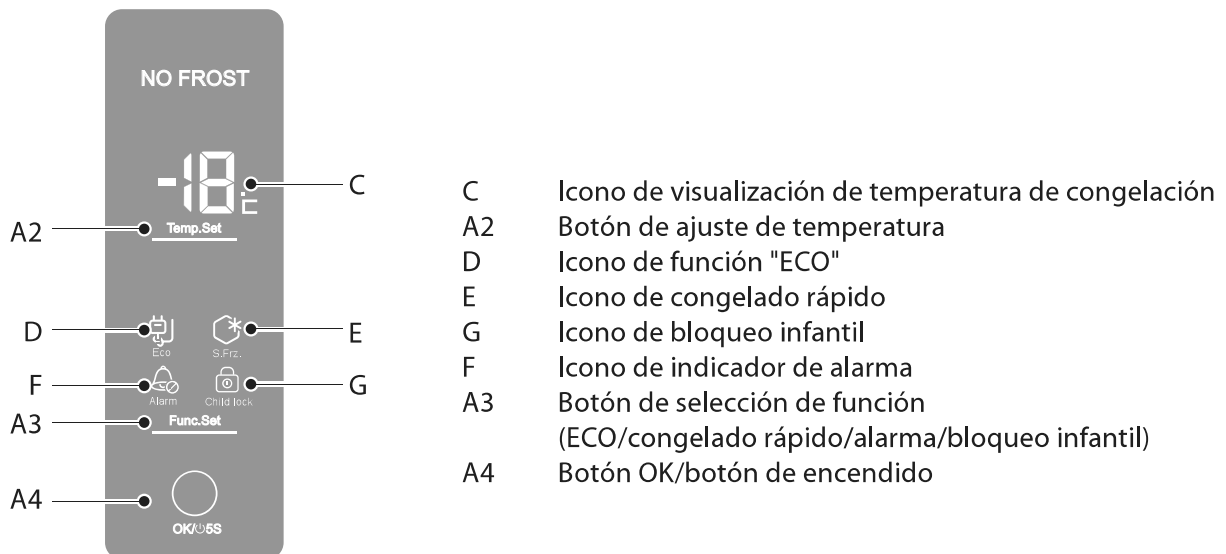 NO FROST
-18°C
C
A2
Temp.Set
D
Eco
S.Frz.
E
F
Alarm
Child lock
G
A3
Func.Set
A4
OK/⏻5S
C Icono de visualización de temperatura de congelación
A2 Botón de ajuste de temperatura
D Icono de función "ECO"
E Icono de congelado rápido
G Icono de bloqueo infantil
F Icono de indicador de alarma
A3 Botón de selección de función
(ECO/congelado rápido/alarma/bloqueo infantil)
A4 Botón OK/botón de encendido